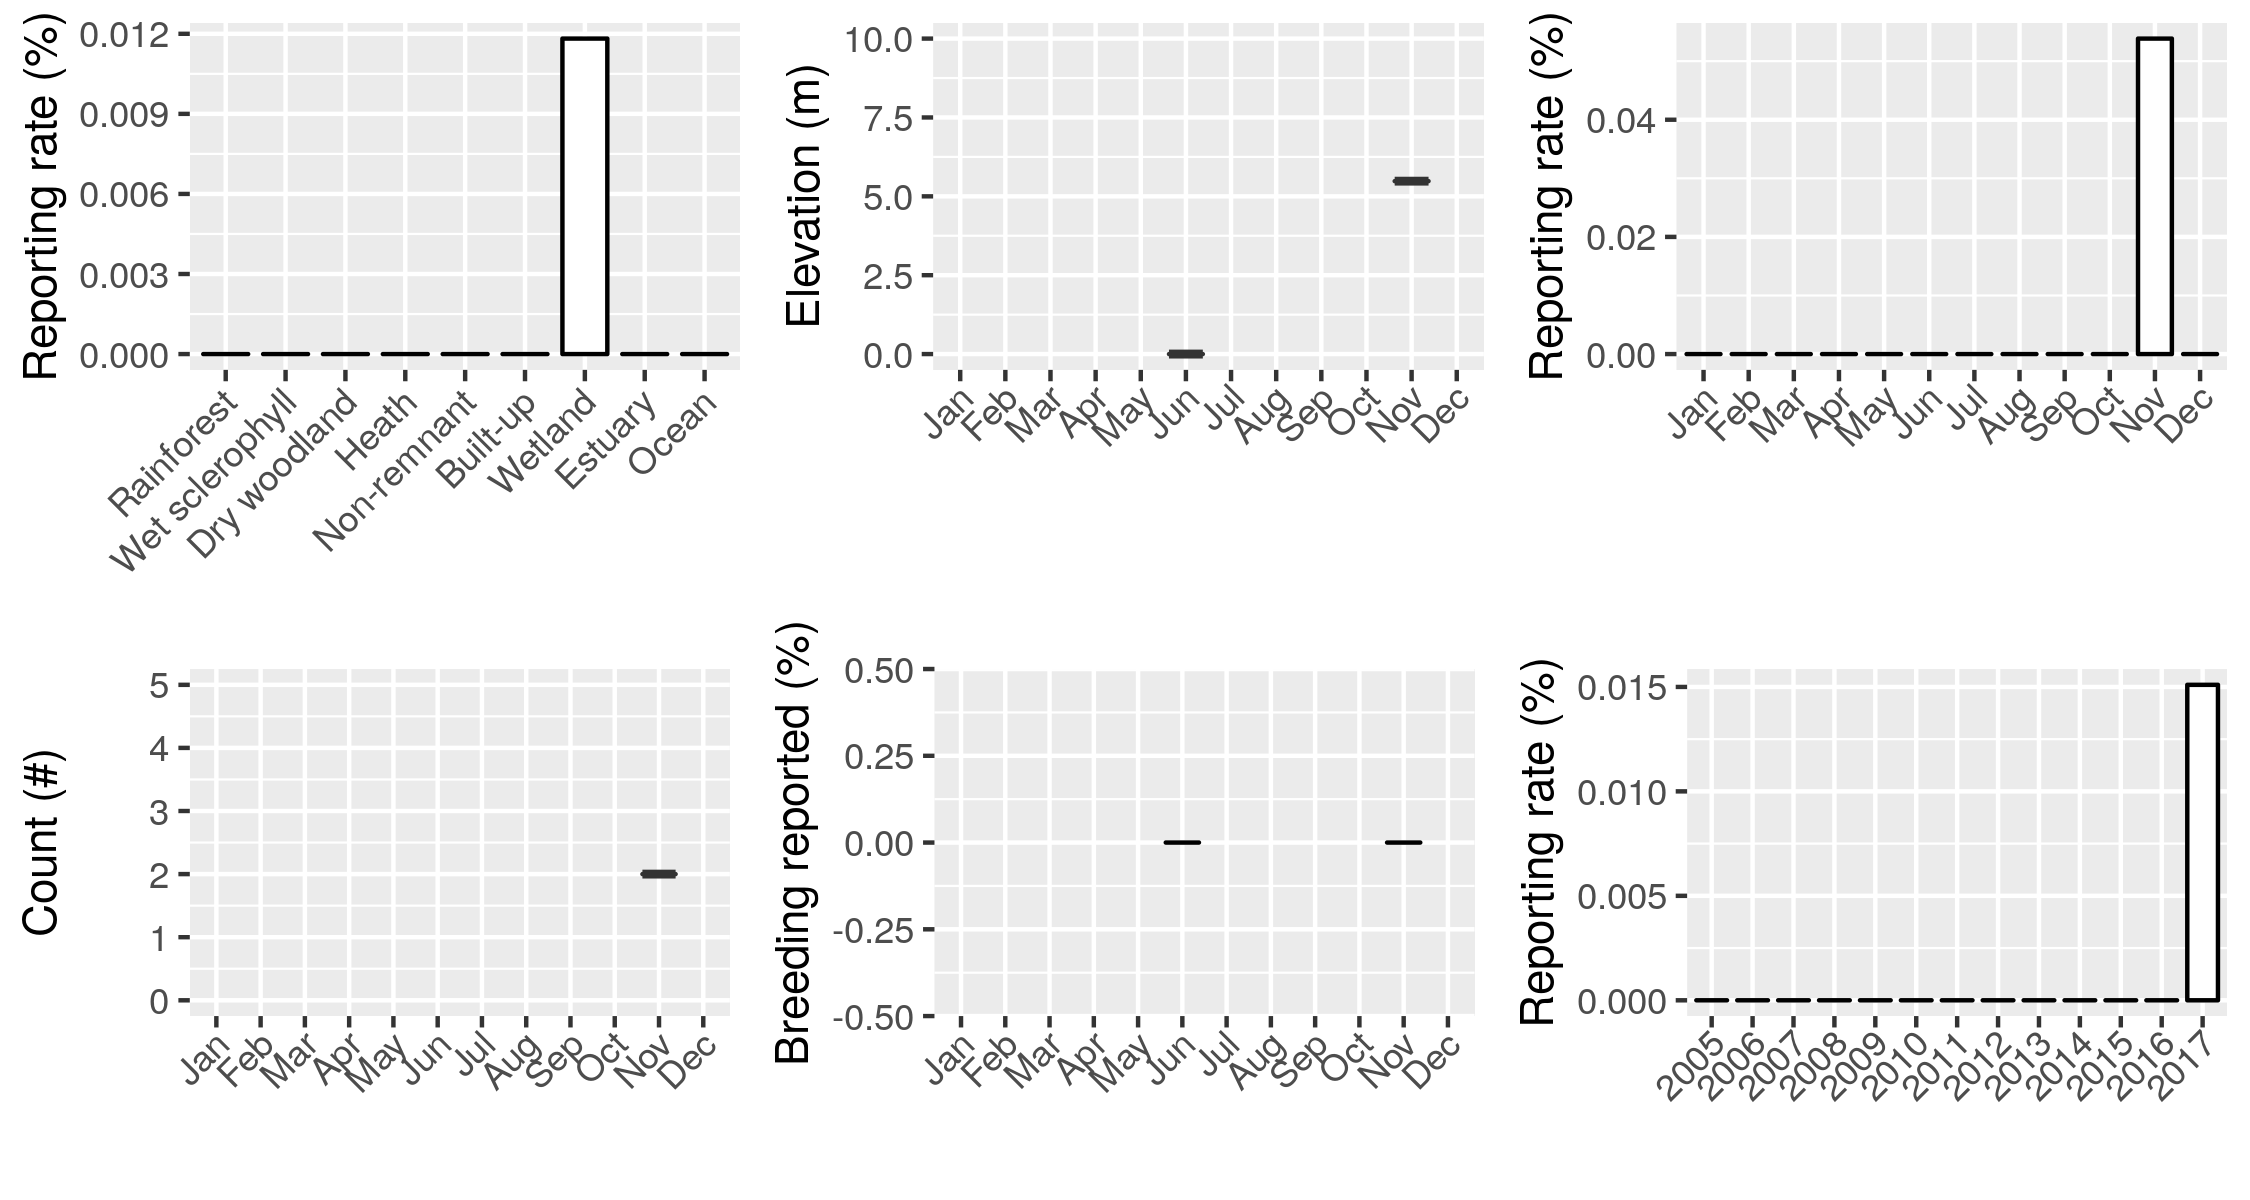 Reporting rate (%)
0.012
0.009
0.006
0.003
0.000
Rainforest
Wet sclerophyll
Dry woodland
Heath
Non-remnant
Built-up
Wetland
Estuary
Ocean
Elevation (m)
10.0
7.5
5.0
2.5
0.0
Jan
Feb
Mar
Apr
May
Jun
Jul
Aug
Sep
Oct
Nov
Dec
Reporting rate (%)
0.04
0.02
0.00
Jan
Feb
Mar
Apr
May
Jun
Jul
Aug
Sep
Oct
Nov
Dec
Count (#)
5
4
3
2
1
0
Jan
Feb
Mar
Apr
May
Jun
Jul
Aug
Sep
Oct
Nov
Dec
Breeding reported (%)
0.50
0.25
0.00
-0.25
-0.50
Jan
Feb
Mar
Apr
May
Jun
Jul
Aug
Sep
Oct
Nov
Dec
Reporting rate (%)
0.015
0.010
0.005
0.000
2005
2006
2007
2008
2009
2010
2011
2012
2013
2014
2015
2016
2017